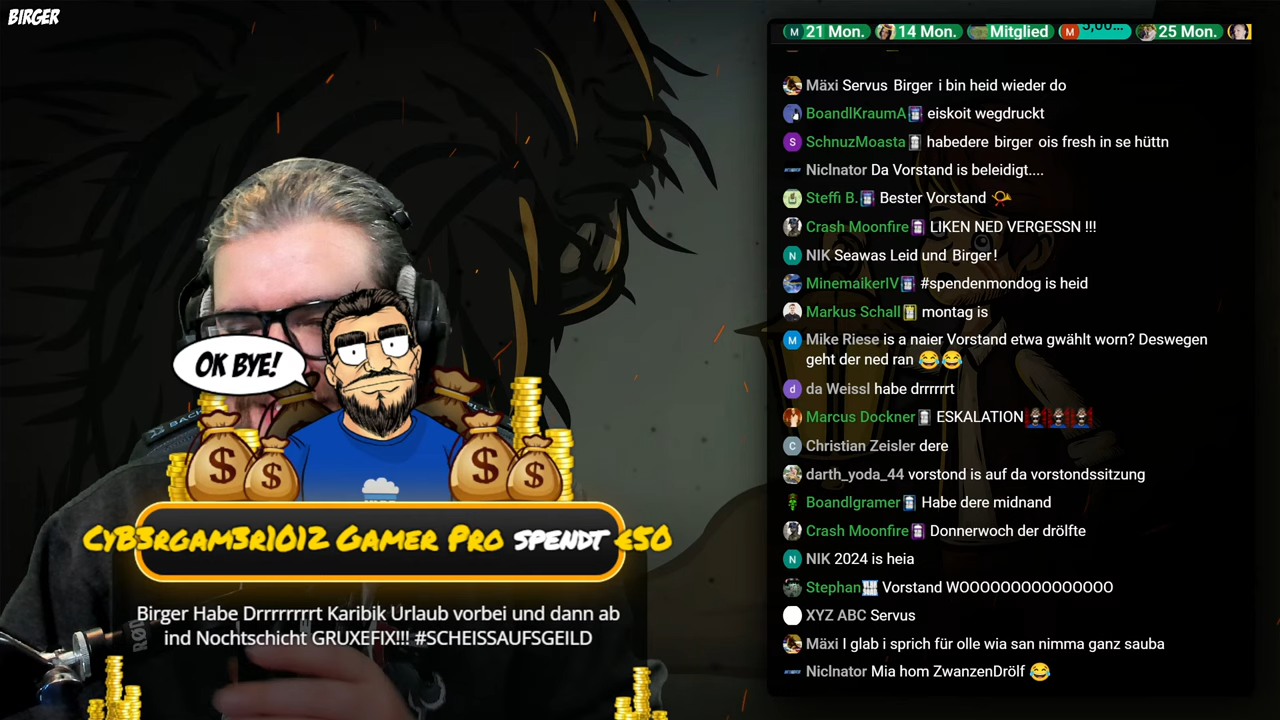 BIRGER
M 21 Mon. 14 Mon. Mitglied M 5,00... 25 Mon.
Mäxi Servus Birger i bin heid wieder do
BoandlKraumA eiskoit wegdruckt
S SchnuzMoasta habedere birger ois fresh in se hüttn
Niclnator Da Vorstand is beleidigt....
Steffi B. Bester Vorstand
Crash Moonfire LIKEN NED VERGESSN !!!
N NIK Seawas Leid und Birger!
MinemaikerIV #spendenmondog is heid
Markus Schall montag is
M Mike Riese is a naier Vorstand etwa gwählt worn? Deswegen
geht der ned ran 😂😂
d da Weissl habe drrrrrrt
Marcus Dockner ESKALATION
C Christian Zeisler dere
darth_yoda_44 vorstond is auf da vorstondssitzung
Boandlgramer Habe dere midnand
Crash Moonfire Donnerwoch der drölfte
N NIK 2024 is heia
Stephan Vorstand WOOOOOOOOOOOOOOO
XYZ ABC Servus
Mäxi I glab i sprich für olle wia san nimma ganz sauba
Niclnator Mia hom ZwanzenDrölf 😂
OK BYE!
$ $ $ $
CyB3rgam3r1012 Gamer Pro spendt €50
Birger Habe Drrrrrrrrt Karibik Urlaub vorbei und dann ab
ind Nochtschicht GRUXEFIX!!! #SCHEISSAUFSGEILD
RØD